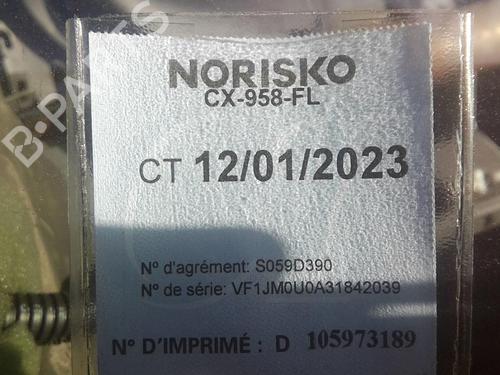 NORISKO
CX-958-FL
CT 12/01/2023
N° d'agrément: S059D390
N° de série: VF1JM0U0A31842039
N° D'IMPRIMÉ : D 105973189
B-PARTS